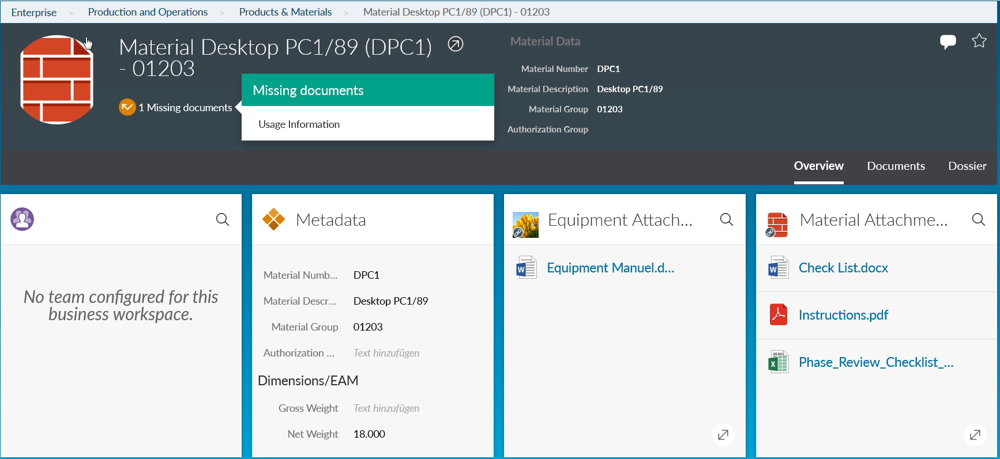 Enterprise > Production and Operations > Products & Materials > Material Desktop PC1/89 (DPC1) - 01203
Material Desktop PC1/89 (DPC1)
- 01203
1 Missing documents
Missing documents
Usage Information
Material Data
Material Number DPC1
Material Description Desktop PC1/89
Material Group 01203
Authorization Group
Overview Documents Dossier
No team configured for this
business workspace.
Metadata
Material Numb... DPC1
Material Descr... Desktop PC1/89
Material Group 01203
Authorization ... Text hinzufügen
Dimensions/EAM
Gross Weight Text hinzufügen
Net Weight 18.000
Equipment Attach...
Equipment Manuel.d...
Material Attachme...
Check List.docx
Instructions.pdf
Phase_Review_Checklist_...